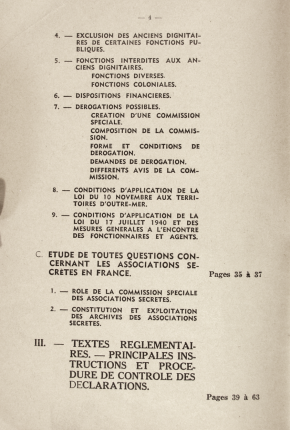 — 4 —
4. — EXCLUSION DES ANCIENS DIGNITAI-
RES DE CERTAINES FONCTIONS PU-
BLIQUES.
5. — FONCTIONS INTERDITES AUX AN-
CIENS DIGNITAIRES.
FONCTIONS DIVERSES.
FONCTIONS COLONIALES.
6. — DISPOSITIONS FINANCIERES.
7. — DEROGATIONS POSSIBLES.
CREATION D'UNE COMMISSION
SPECIALE.
COMPOSITION DE LA COMMIS-
SION.
FORME ET CONDITIONS DE
DEROGATION.
DEMANDES DE DEROGATION.
DIFFERENTS AVIS DE LA COM-
MISSION.
8. — CONDITIONS D'APPLICATION DE LA
LOI DU 10 NOVEMBRE AUX TERRI-
TOIRES D'OUTRE-MER.
9. — CONDITIONS D'APPLICATION DE LA
LOI DU 17 JUILLET 1940 ET DES
MESURES GENERALES A L'ENCONTRE
DES FONCTIONNAIRES ET AGENTS.
C. ETUDE DE TOUTES QUESTIONS CON-
CERNANT LES ASSOCIATIONS SE-
CRETES EN FRANCE. Pages 35 à 37
1. — ROLE DE LA COMMISSION SPECIALE
DES ASSOCIATIONS SECRETES.
2. — CONSTITUTION ET EXPLOITATION
DES ARCHIVES DES ASSOCIATIONS
SECRETES.
III. — TEXTES REGLEMENTAI-
RES. — PRINCIPALES INS-
TRUCTIONS ET PROCE-
DURE DE CONTROLE DES
DECLARATIONS.
Pages 39 à 63